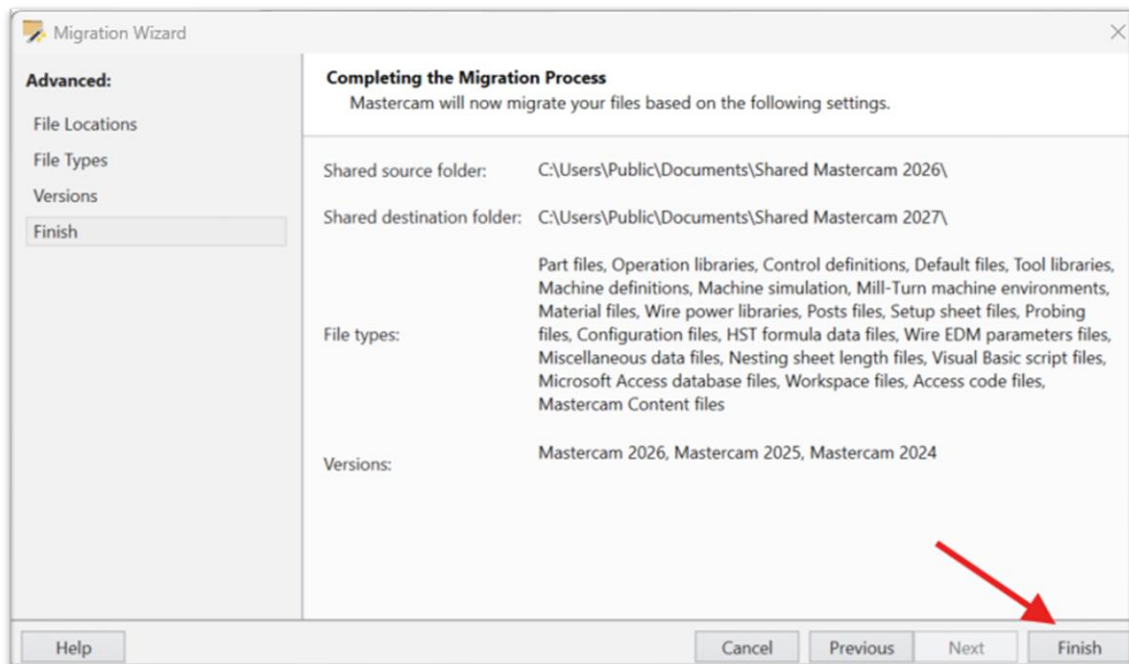 Migration Wizard
Advanced:
File Locations
File Types
Versions
Finish
Completing the Migration Process
Mastercam will now migrate your files based on the following settings.
Shared source folder: C:\Users\Public\Documents\Shared Mastercam 2026\
Shared destination folder: C:\Users\Public\Documents\Shared Mastercam 2027\
File types:
Part files, Operation libraries, Control definitions, Default files, Tool libraries,
Machine definitions, Machine simulation, Mill-Turn machine environments,
Material files, Wire power libraries, Posts files, Setup sheet files, Probing
files, Configuration files, HST formula data files, Wire EDM parameters files,
Miscellaneous data files, Nesting sheet length files, Visual Basic script files,
Microsoft Access database files, Workspace files, Access code files,
Mastercam Content files
Versions: Mastercam 2026, Mastercam 2025, Mastercam 2024
Help Cancel Previous Next Finish